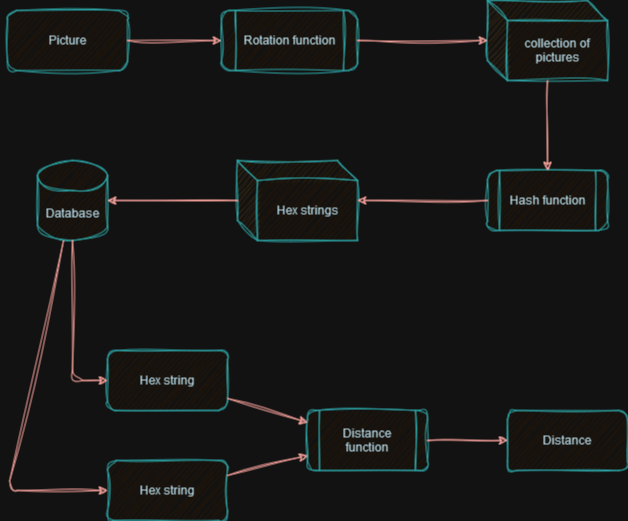 Picture
Rotation function
collection of
pictures
Database
Hex strings
Hash function
Hex string
Distance
function
Distance
Hex string